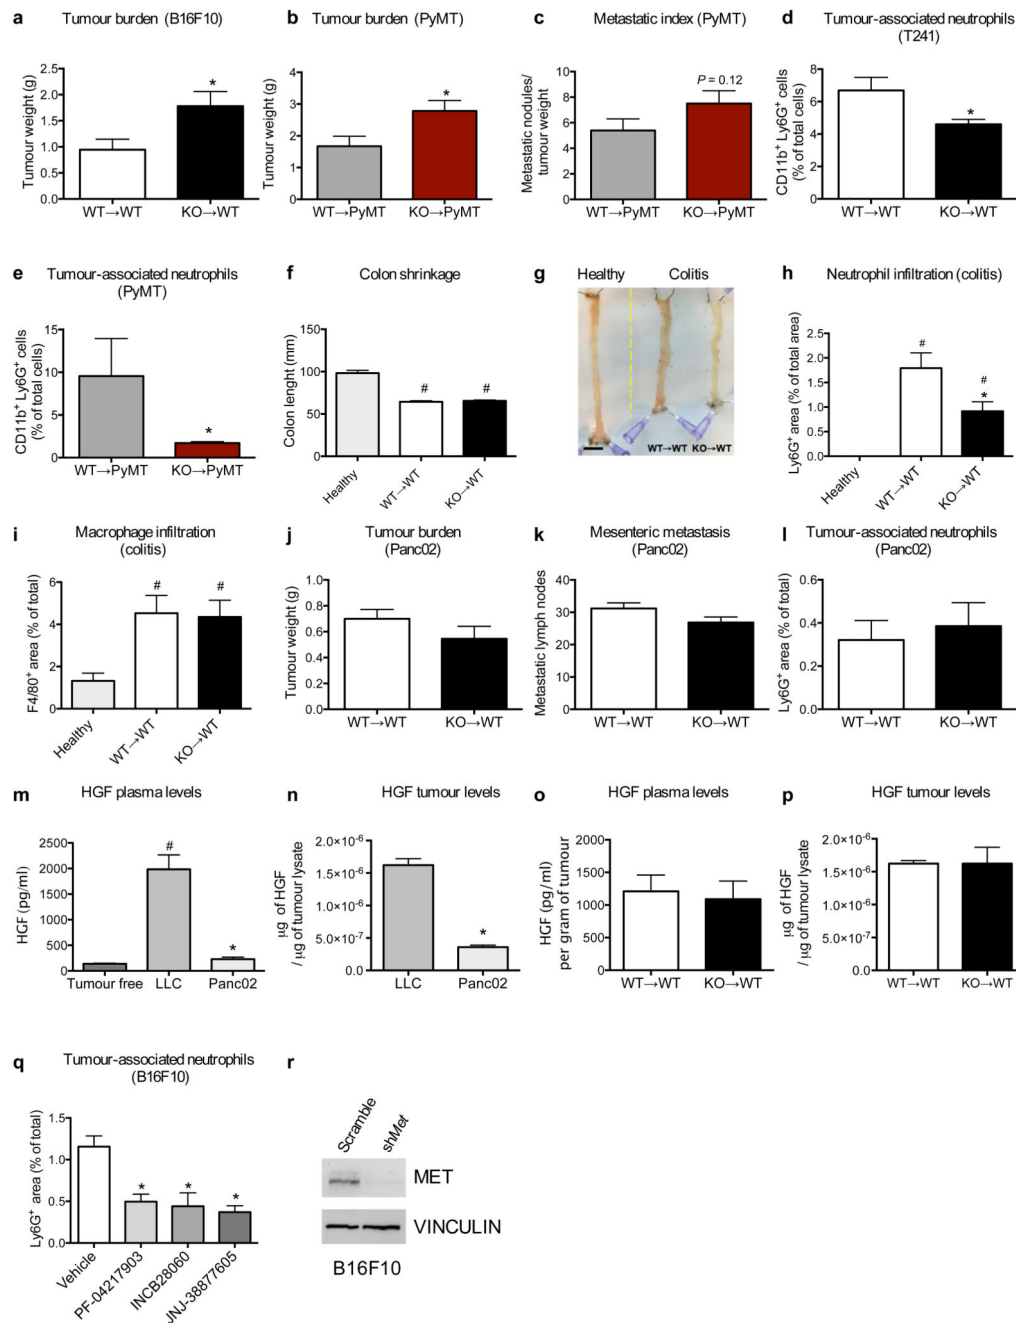 a Tumour burden (B16F10)
Tumour weight (g)
2.5
2.0
1.5
1.0
0.5
0.0
*
WT→WT KO→WT
b Tumour burden (PyMT)
Tumour weight (g)
4
3
2
1
0
*
WT→PyMT KO→PyMT
c Metastatic index (PyMT)
Metastatic nodules/
tumour weight
10
8
6
4
2
0
P = 0.12
WT→PyMT KO→PyMT
d Tumour-associated neutrophils
(T241)
CD11b⁺ Ly6G⁺ cells
(% of total cells)
8
6
4
2
0
*
WT→WT KO→WT
e Tumour-associated neutrophils
(PyMT)
CD11b⁺ Ly6G⁺ cells
(% of total cells)
15
10
5
0
*
WT→PyMT KO→PyMT
f Colon shrinkage
Colon lenght (mm)
150
100
50
0
# #
Healthy WT→WT KO→WT
g Healthy Colitis
WT→WT KO→WT
h Neutrophil infiltration (colitis)
Ly6G⁺ area (% of total area)
2.5
2.0
1.5
1.0
0.5
0.0
# #
*
Healthy WT→WT KO→WT
i Macrophage infiltration
(colitis)
F4/80⁺ area (% of total)
6
4
2
0
# #
Healthy WT→WT KO→WT
j Tumour burden
(Panc02)
Tumour weight (g)
1.0
0.8
0.6
0.4
0.2
0.0
WT→WT KO→WT
k Mesenteric metastasis
(Panc02)
Metastatic lymph nodes
40
30
20
10
0
WT→WT KO→WT
l Tumour-associated neutrophils
(Panc02)
Ly6G⁺ area (% of total)
0.6
0.4
0.2
0.0
WT→WT KO→WT
m HGF plasma levels
HGF (pg/ml)
2500
2000
1500
1000
500
0
# *
Tumour free LLC Panc02
n HGF tumour levels
µg of HGF
/ µg of tumour lysate
2.0×10⁻⁶
1.5×10⁻⁶
1.0×10⁻⁶
5.0×10⁻⁷
0.0
*
LLC Panc02
o HGF plasma levels
HGF (pg/ml)
per gram of tumour
2000
1500
1000
500
0
WT→WT KO→WT
p HGF tumour levels
µg of HGF
/ µg of tumour lysate
2.0×10⁻⁶
1.5×10⁻⁶
1.0×10⁻⁶
5.0×10⁻⁷
0.0
WT→WT KO→WT
q Tumour-associated neutrophils
(B16F10)
Ly6G⁺ area (% of total)
1.5
1.0
0.5
0.0
* * *
Vehicle PF-04217903 INCB28060 JNJ-38877605
r
Scramble shMet
MET
VINCULIN
B16F10